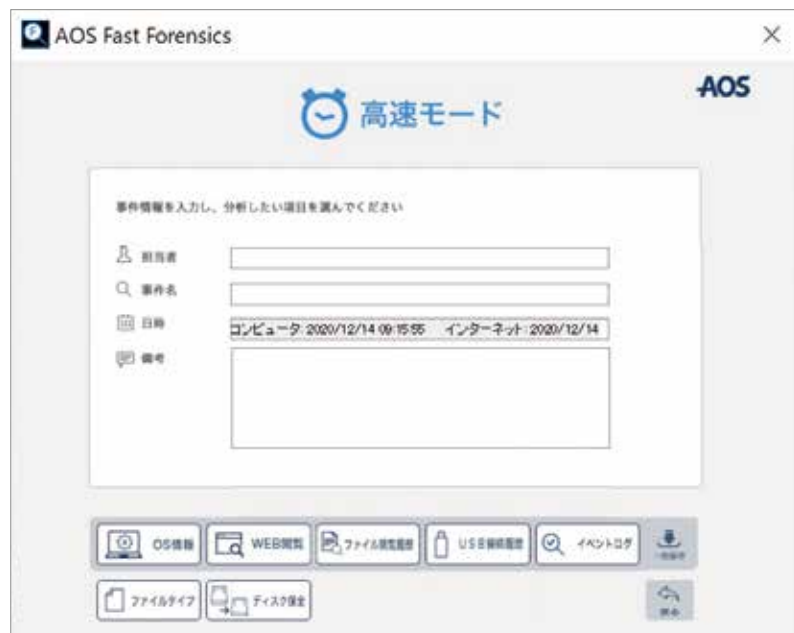 AOS Fast Forensics
AOS
高速モード
事件情報を入力し、分析したい項目を選んでください
担当者
事件名
日時
コンピュータ: 2020/12/14 09:15:55 インターネット: 2020/12/14
備考
OS情報 WEB閲覧 ファイル閲覧履歴 USB接続履歴 イベントログ
ファイルタイプ ディスク保全
戻る